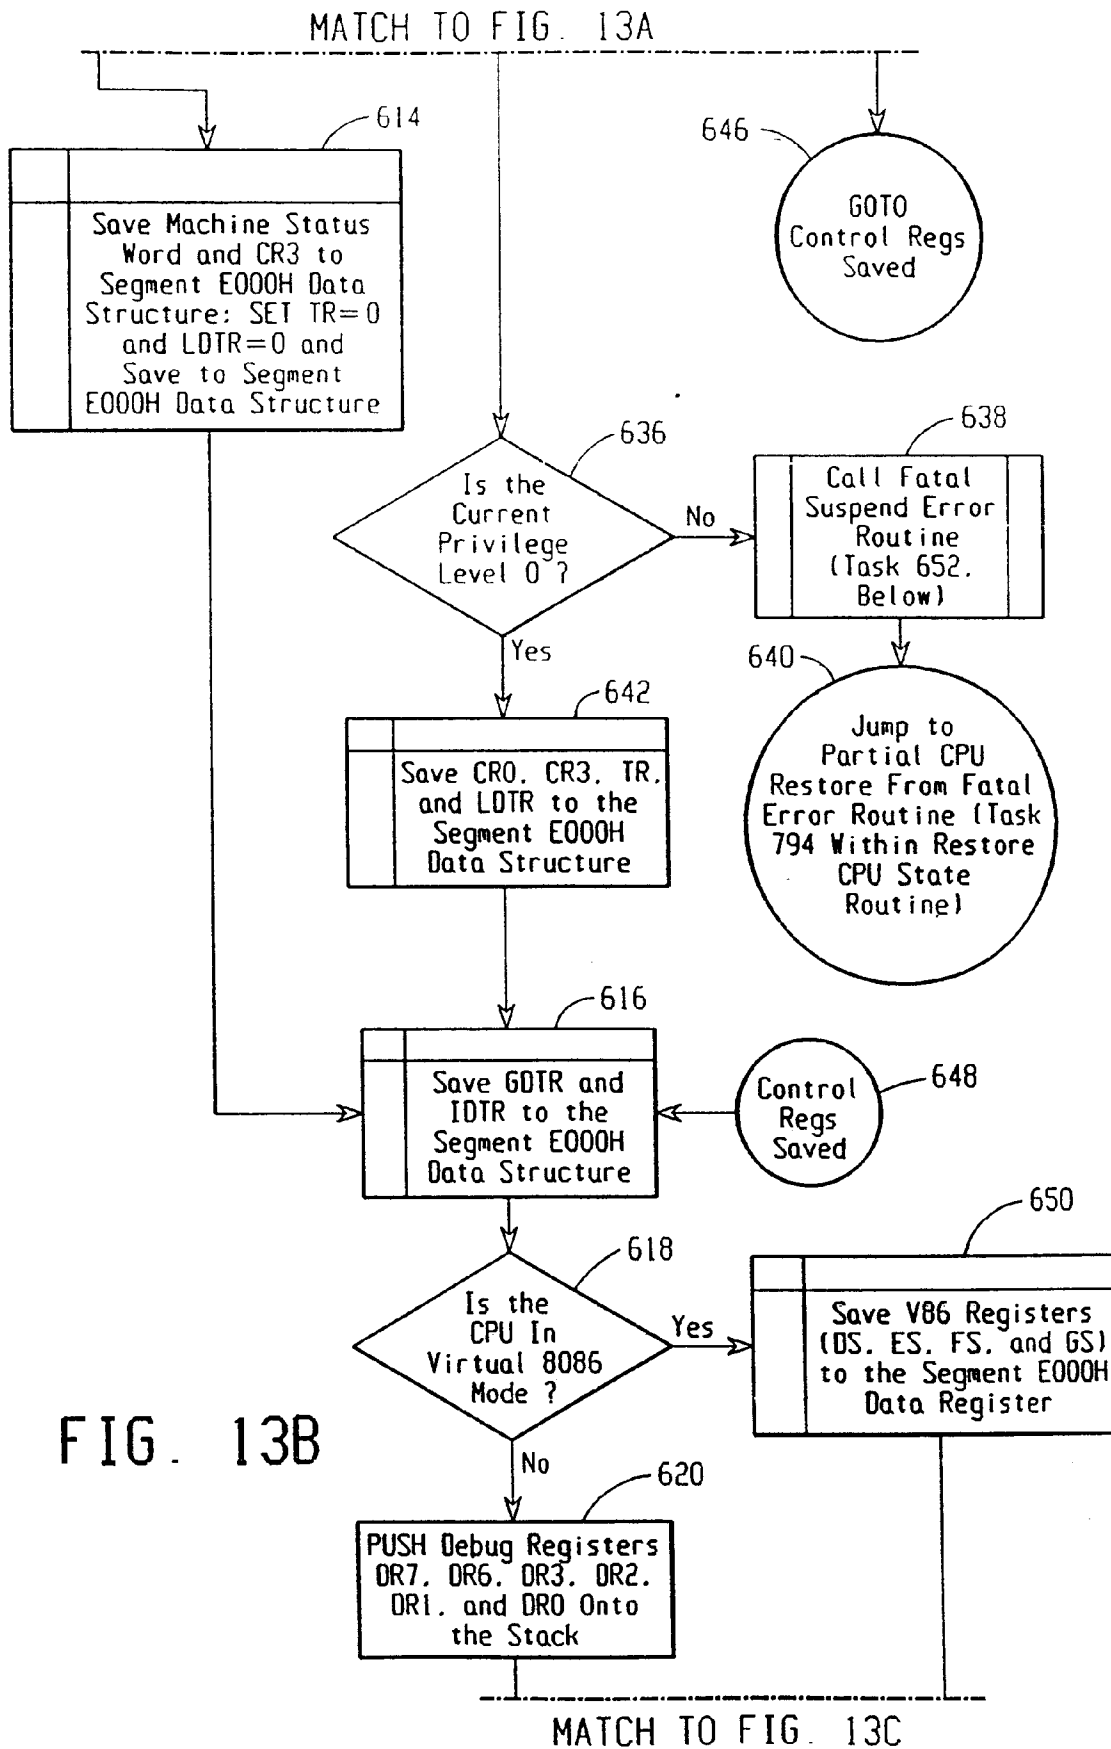 MATCH TO FIG. 13A
614
Save Machine Status
Word and CR3 to
Segment E000H Data
Structure: SET TR=0
and LDTR=0 and
Save to Segment
E000H Data Structure
646
GOTO
Control Regs
Saved
636
Is the
Current
Privilege
Level 0 ?
No
Yes
638
Call Fatal
Suspend Error
Routine
(Task 652.
Below)
640
Jump to
Partial CPU
Restore From Fatal
Error Routine (Task
794 Within Restore
CPU State
Routine)
642
Save CR0. CR3. TR.
and LDTR to the
Segment E000H
Data Structure
616
Save GDTR and
IDTR to the
Segment E000H
Data Structure
648
Control
Regs
Saved
618
Is the
CPU In
Virtual 8086
Mode ?
Yes
No
650
Save V86 Registers
(DS. ES. FS. and GS)
to the Segment E000H
Data Register
FIG. 13B
620
PUSH Debug Registers
DR7. DR6. DR3. DR2.
DR1. and DR0 Onto
the Stack
MATCH TO FIG. 13C